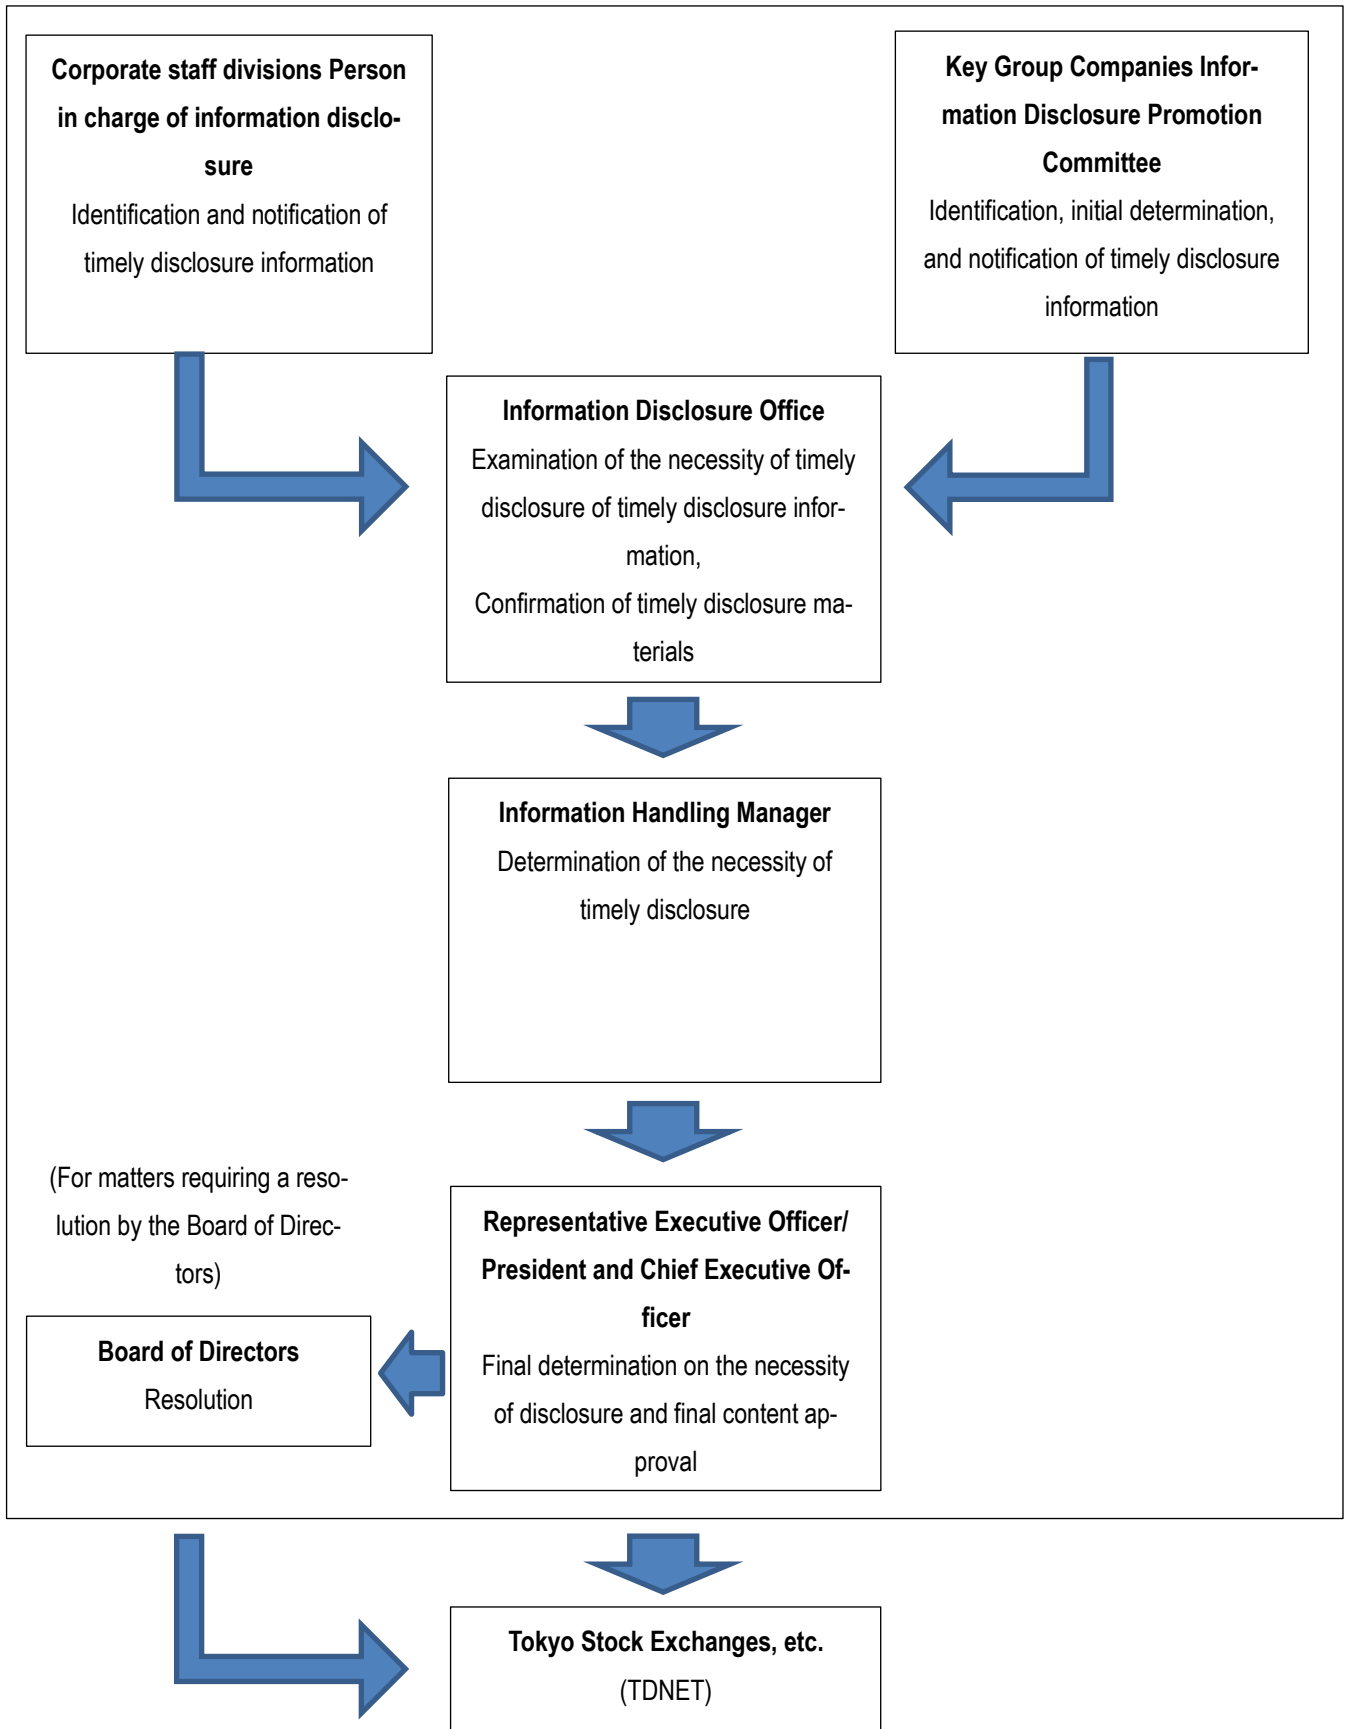 Corporate staff divisions Person
in charge of information disclo-
sure
Identification and notification of
timely disclosure information
Key Group Companies Infor-
mation Disclosure Promotion
Committee
Identification, initial determination,
and notification of timely disclosure
information
Information Disclosure Office
Examination of the necessity of timely
disclosure of timely disclosure infor-
mation,
Confirmation of timely disclosure ma-
terials
Information Handling Manager
Determination of the necessity of
timely disclosure
(For matters requiring a reso-
lution by the Board of Direc-
tors)
Board of Directors
Resolution
Representative Executive Officer/
President and Chief Executive Of-
ficer
Final determination on the necessity
of disclosure and final content ap-
proval
Tokyo Stock Exchanges, etc.
(TDNET)